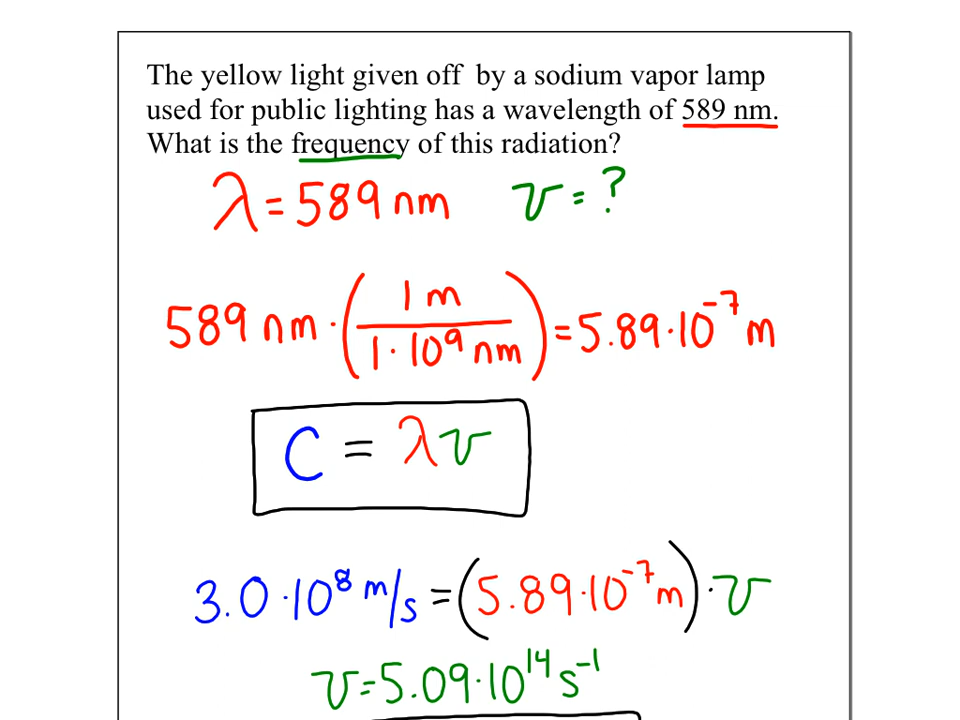 The yellow light given off by a sodium vapor lamp
used for public lighting has a wavelength of 589 nm.
What is the frequency of this radiation?
λ = 589 nm ν = ?
589 nm · (1 m / 1·10⁹ nm) = 5.89·10⁻⁷ m
C = λν
3.0·10⁸ m/s = (5.89·10⁻⁷ m)·ν
ν = 5.09·10¹⁴ s⁻¹